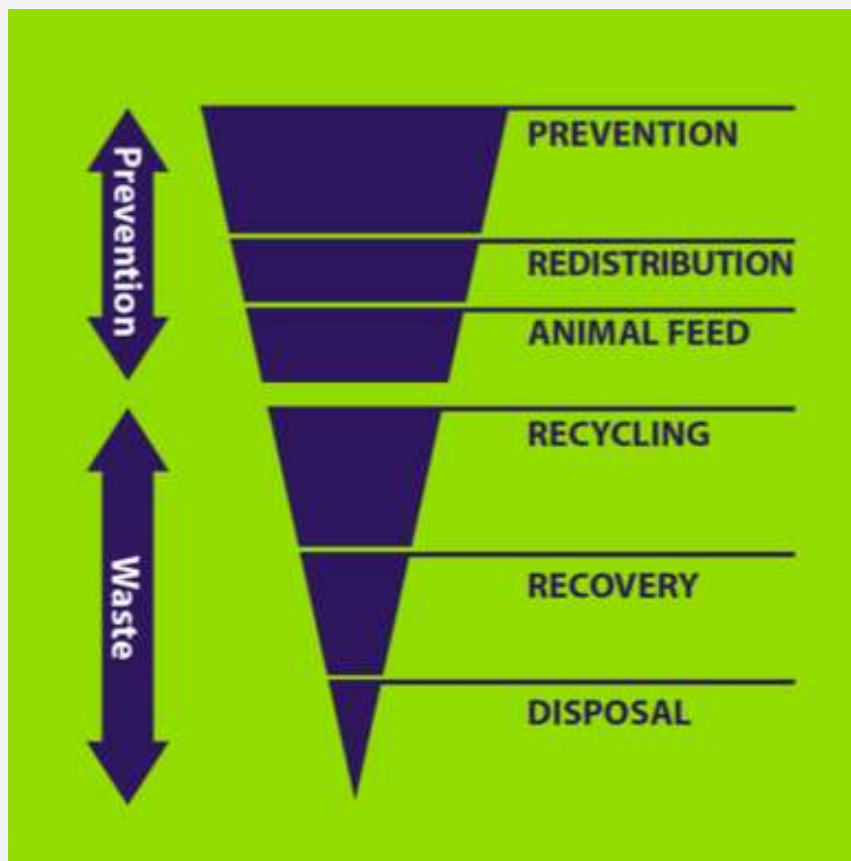 Prevention
PREVENTION
REDISTRIBUTION
ANIMAL FEED
Waste
RECYCLING
RECOVERY
DISPOSAL